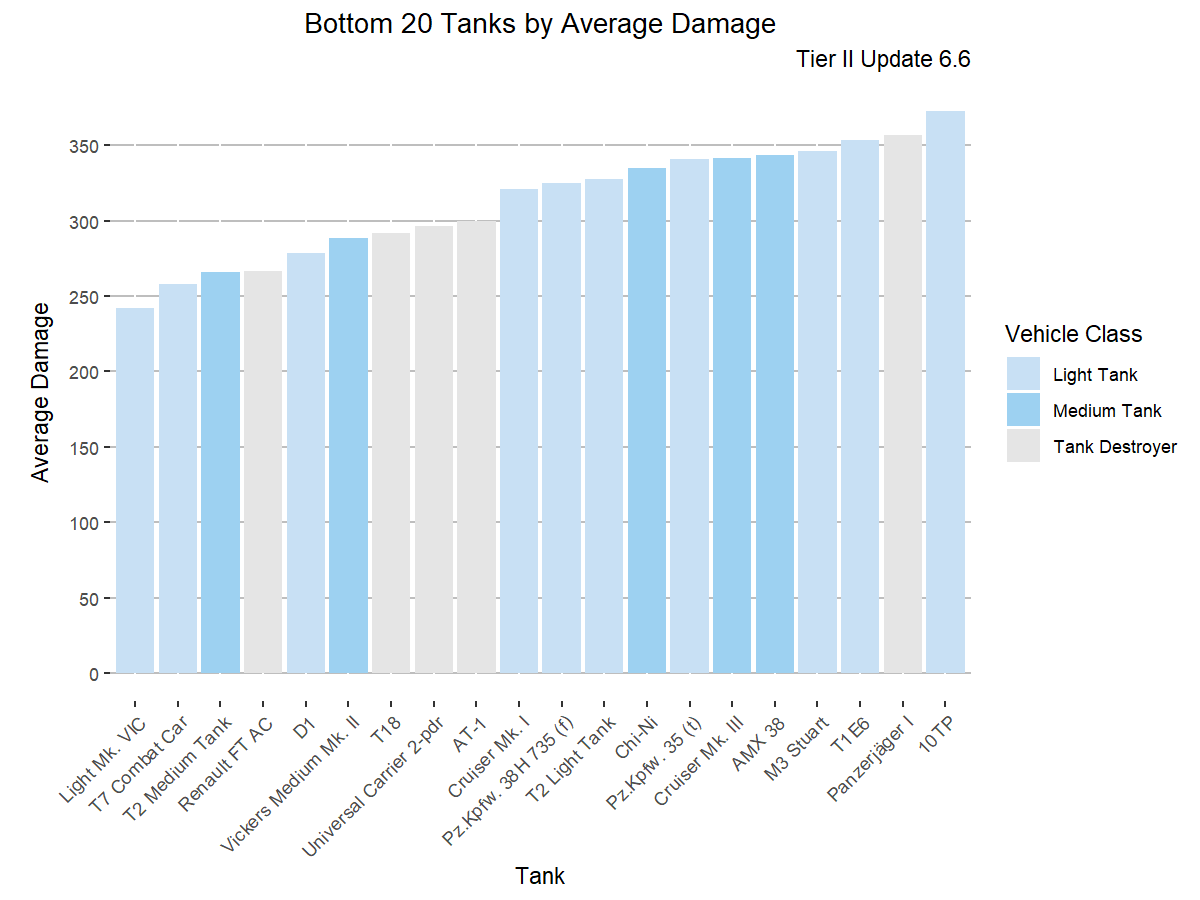 Bottom 20 Tanks by Average Damage
Tier II Update 6.6
Average Damage
350
300
250
200
150
100
50
0
Light Mk. VIC
T7 Combat Car
T2 Medium Tank
Renault FT AC
D1
Vickers Medium Mk. II
T18
Universal Carrier 2-pdr
AT-1
Cruiser Mk. I
Pz.Kpfw. 38H 735 (f)
T2 Light Tank
Chi-Ni
Pz.Kpfw. 35 (t)
Cruiser Mk. III
AMX 38
M3 Stuart
T1E6
Panzerjäger I
10TP
Tank
Vehicle Class
Light Tank
Medium Tank
Tank Destroyer